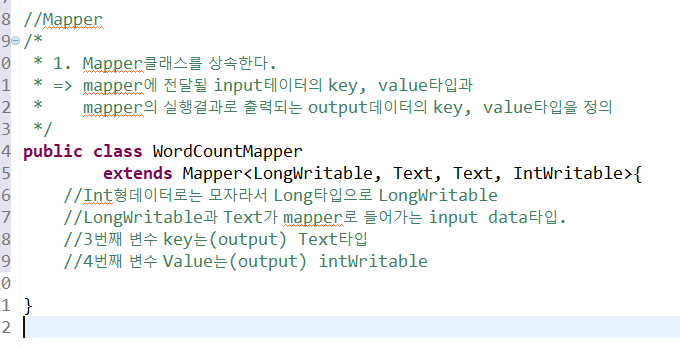 8 //Mapper
9 /*
0 * 1. Mapper클래스를 상속한다.
1 * => mapper에 전달될 input테이터의 key, value타입과
2 * mapper의 실행결과로 출력되는 output데이터의 key, value타입을 정의
3 */
4 public class WordCountMapper
5 extends Mapper<LongWritable, Text, Text, IntWritable>{
6 //Int형데이터로는 모자라서 Long타입으로 LongWritable
7 //LongWritable과 Text가 mapper로 들어가는 input data타입.
8 //3번째 변수 key는(output) Text타입
9 //4번째 변수 Value는(output) intWritable
0
1 }
2